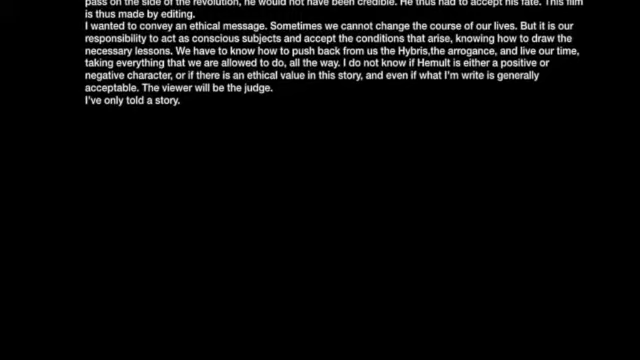 pass on the side of the revolution, he would not have been credible. He thus had to accept his fate. This film
is thus made by editing.
I wanted to convey an ethical message. Sometimes we cannot change the course of our lives. But it is our
responsibility to act as conscious subjects and accept the conditions that arise, knowing how to draw the
necessary lessons. We have to know how to push back from us the Hybris,the arrogance, and live our time,
taking everything that we are allowed to do, all the way. I do not know if Hemult is either a positive or
negative character, or if there is an ethical value in this story, and even if what I'm write is generally
acceptable. The viewer will be the judge.
I've only told a story.